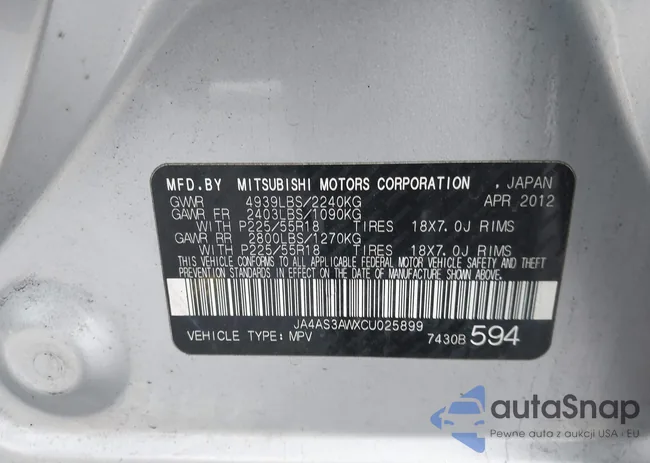 MFD.BY MITSUBISHI MOTORS CORPORATION , JAPAN
GVWR 4939LBS/2240KG APR 2012
GAWR FR 2403LBS/1090KG
WITH P225/55R18 TIRES 18X7.0J RIMS
GAWR RR 2800LBS/1270KG
WITH P225/55R18 TIRES 18X7.0J RIMS
THIS VEHICLE CONFORMS TO ALL APPLICABLE FEDERAL MOTOR VEHICLE SAFETY AND
THEFT PREVENTION STANDARDS IN EFFECT ON THE DATE OF MANUFACTURE SHOWN ABOVE.
JA4AS3AWXCU025899
VEHICLE TYPE: MPV 7430B 594
autaSnap
Pewne auta z aukcji USA i EU